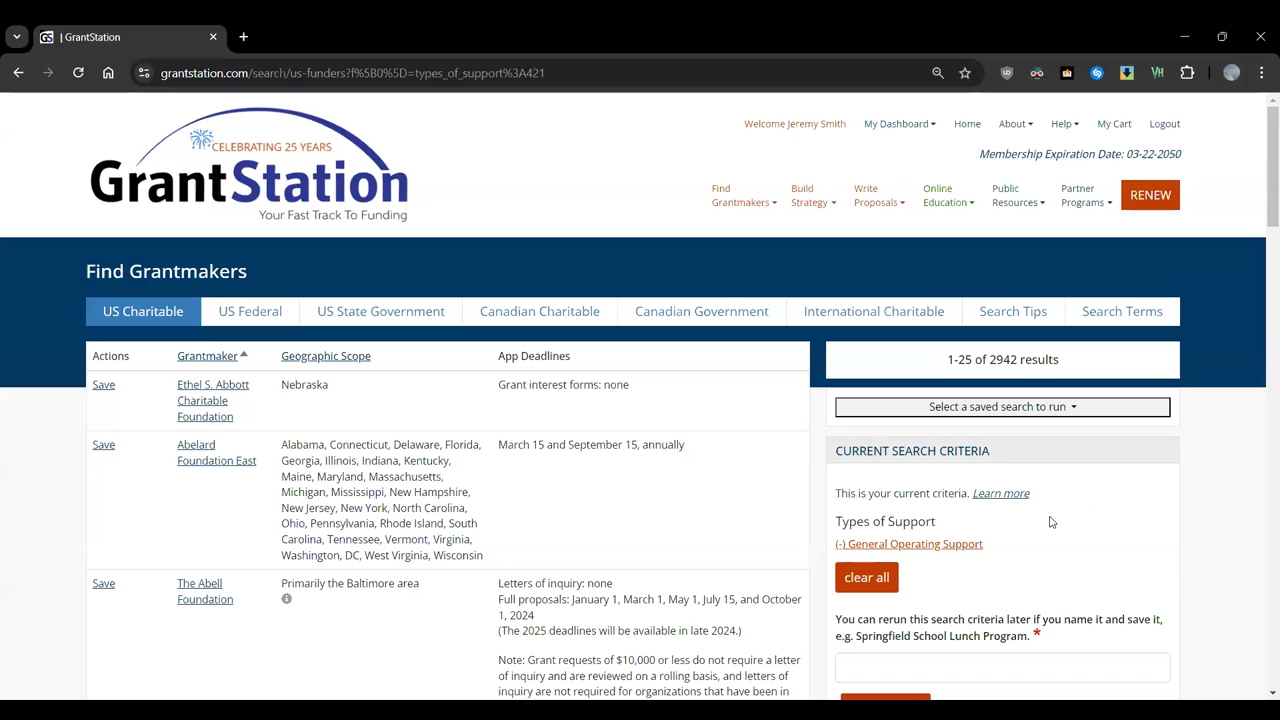 | GrantStation
grantstation.com/search/us-funders?f%5B0%5D=types_of_support%3A421
CELEBRATING 25 YEARS
GrantStation
Your Fast Track To Funding
Welcome Jeremy Smith
My Dashboard
Home
About
Help
My Cart
Logout
Membership Expiration Date: 03-22-2050
Find
Grantmakers
Build
Strategy
Write
Proposals
Online
Education
Public
Resources
Partner
Programs
RENEW
Find Grantmakers
US Charitable
US Federal
US State Government
Canadian Charitable
Canadian Government
International Charitable
Search Tips
Search Terms
Actions
Grantmaker
Geographic Scope
App Deadlines
Save
Ethel S. Abbott
Charitable
Foundation
Nebraska
Grant interest forms: none
Save
Abelard
Foundation East
Alabama, Connecticut, Delaware, Florida,
Georgia, Illinois, Indiana, Kentucky,
Maine, Maryland, Massachusetts,
Michigan, Mississippi, New Hampshire,
New Jersey, New York, North Carolina,
Ohio, Pennsylvania, Rhode Island, South
Carolina, Tennessee, Vermont, Virginia,
Washington, DC, West Virginia, Wisconsin
March 15 and September 15, annually
Save
The Abell
Foundation
Primarily the Baltimore area
Letters of inquiry: none
Full proposals: January 1, March 1, May 1, July 15, and October
1, 2024
(The 2025 deadlines will be available in late 2024.)
Note: Grant requests of $10,000 or less do not require a letter
of inquiry and are reviewed on a rolling basis, and letters of
inquiry are not required for organizations that have been in
1-25 of 2942 results
Select a saved search to run
CURRENT SEARCH CRITERIA
This is your current criteria. Learn more
Types of Support
(-) General Operating Support
clear all
You can rerun this search criteria later if you name it and save it,
e.g. Springfield School Lunch Program. *